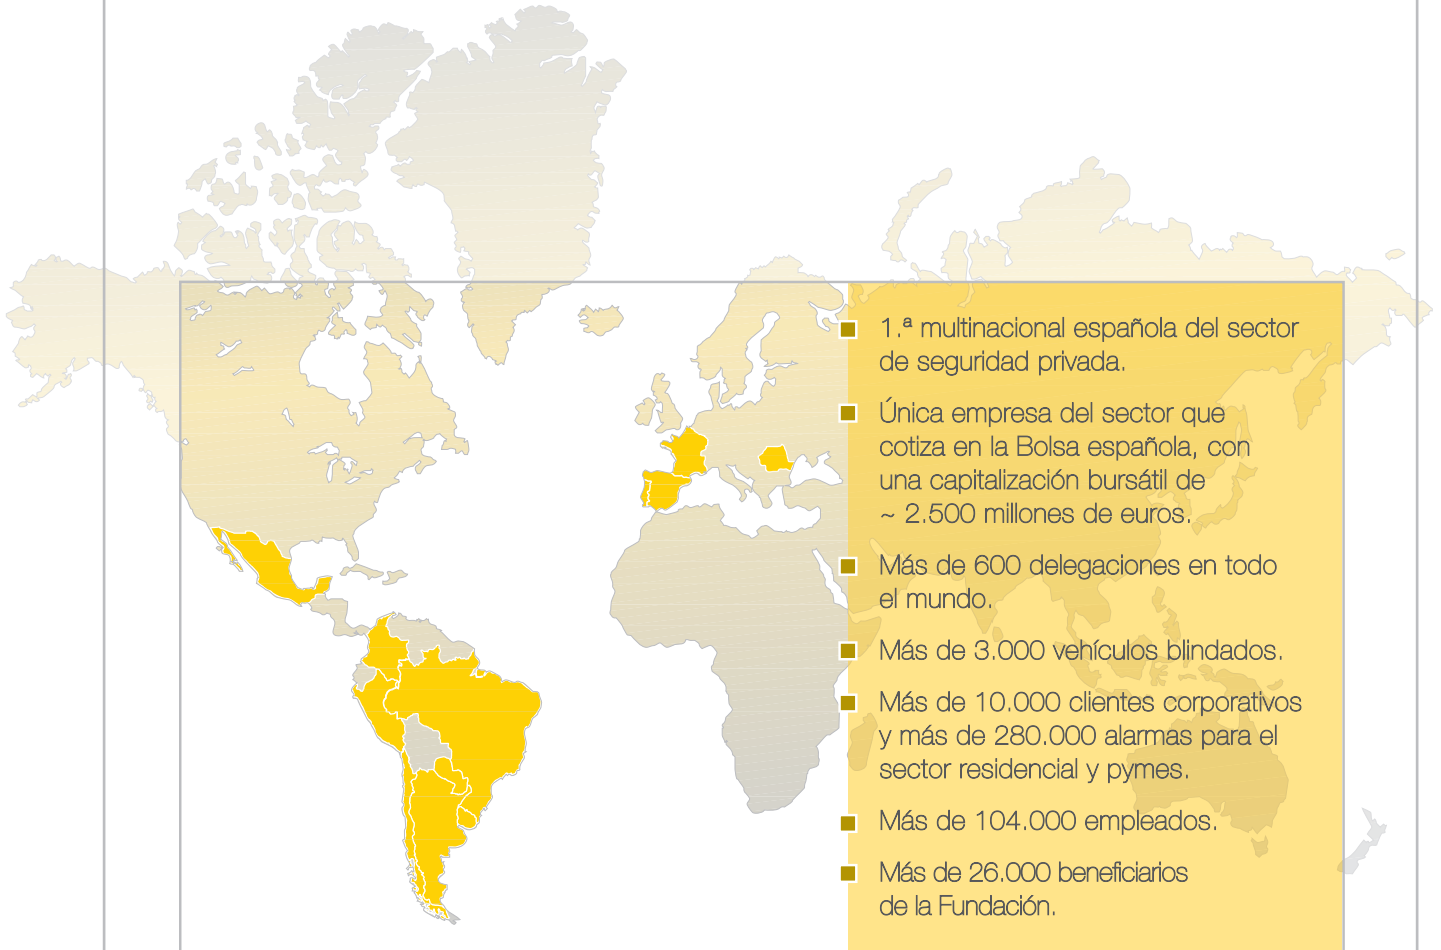 1.ª multinacional española del sector
de seguridad privada.
Única empresa del sector que
cotiza en la Bolsa española, con
una capitalización bursátil de
~ 2.500 millones de euros.
Más de 600 delegaciones en todo
el mundo.
Más de 3.000 vehículos blindados.
Más de 10.000 clientes corporativos
y más de 280.000 alarmas para el
sector residencial y pymes.
Más de 104.000 empleados.
Más de 26.000 beneficiarios
de la Fundación.